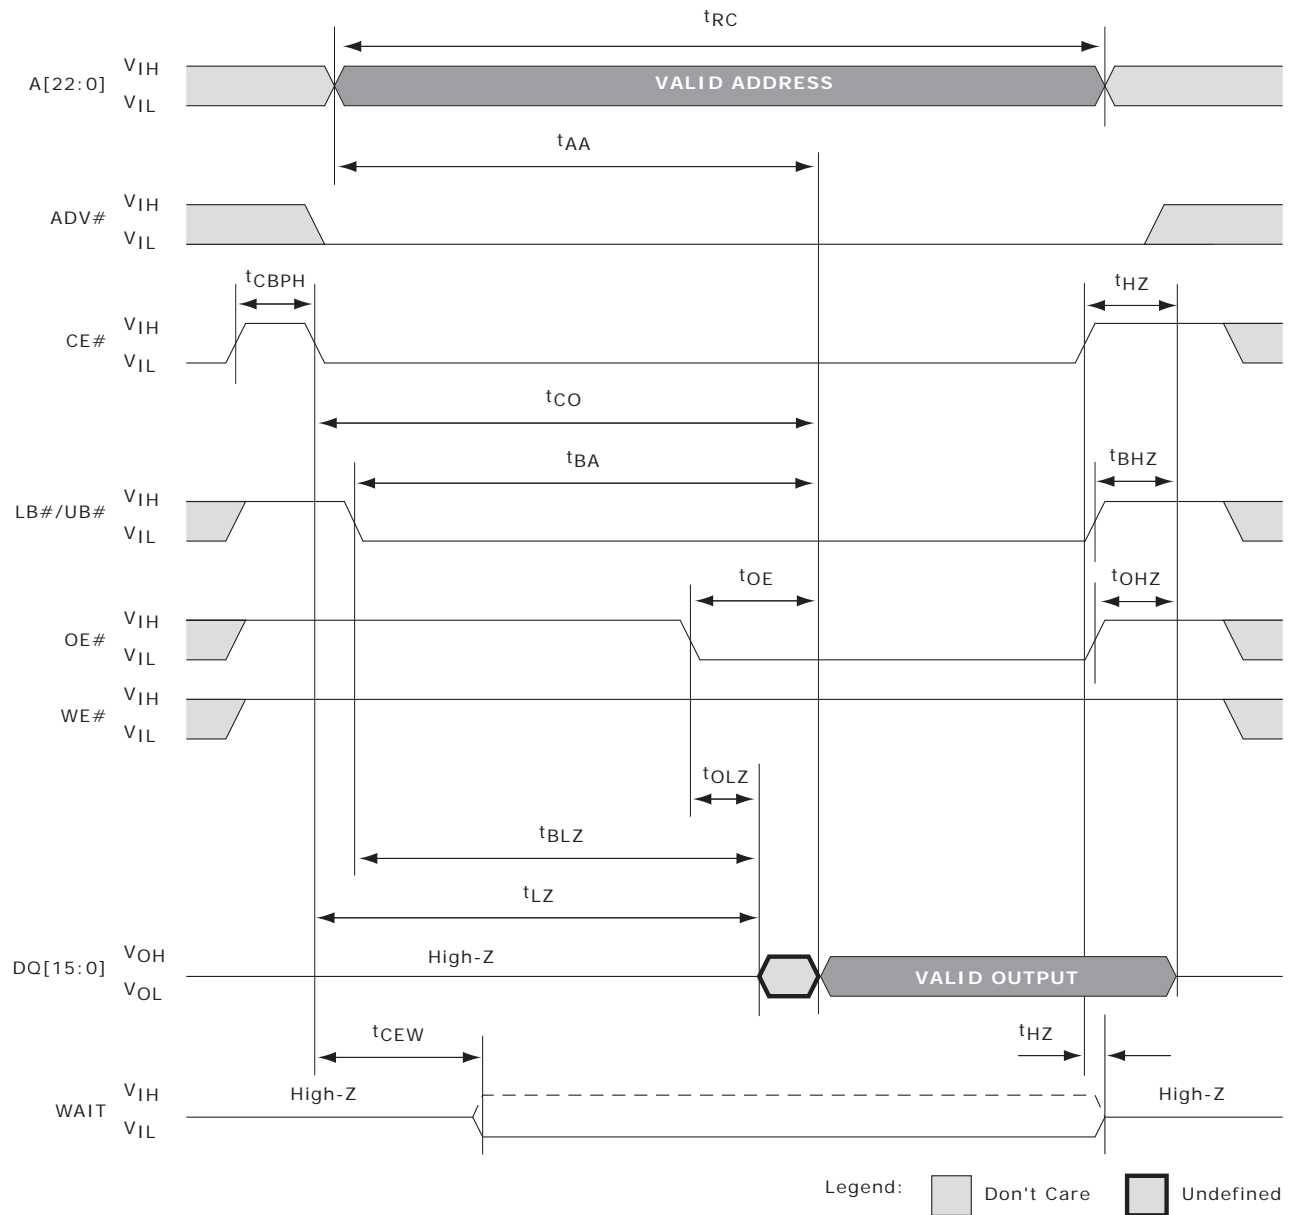 tRC
A[22:0] VIH VALID ADDRESS
VIL
tAA
ADV# VIH
VIL
tCBPH tHZ
CE# VIH
VIL
tCO
tBA tBHZ
LB#/UB# VIH
VIL
tOE tOHZ
OE# VIH
VIL
WE# VIH
VIL
tOLZ
tBLZ
tLZ
DQ[15:0] VOH High-Z VALID OUTPUT
VOL
tCEW tHZ
WAIT VIH High-Z High-Z
VIL
Legend: Don't Care Undefined